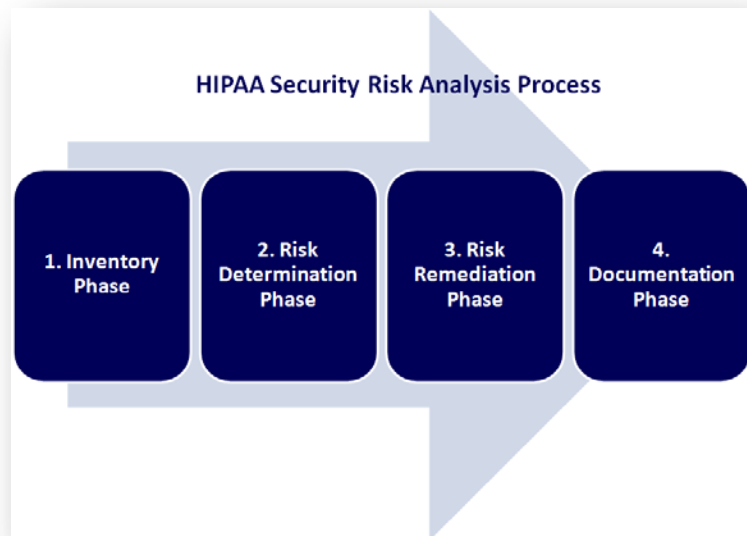 HIPAA Security Risk Analysis Process
1. Inventory
Phase
2. Risk
Determination
Phase
3. Risk
Remediation
Phase
4.
Documentation
Phase